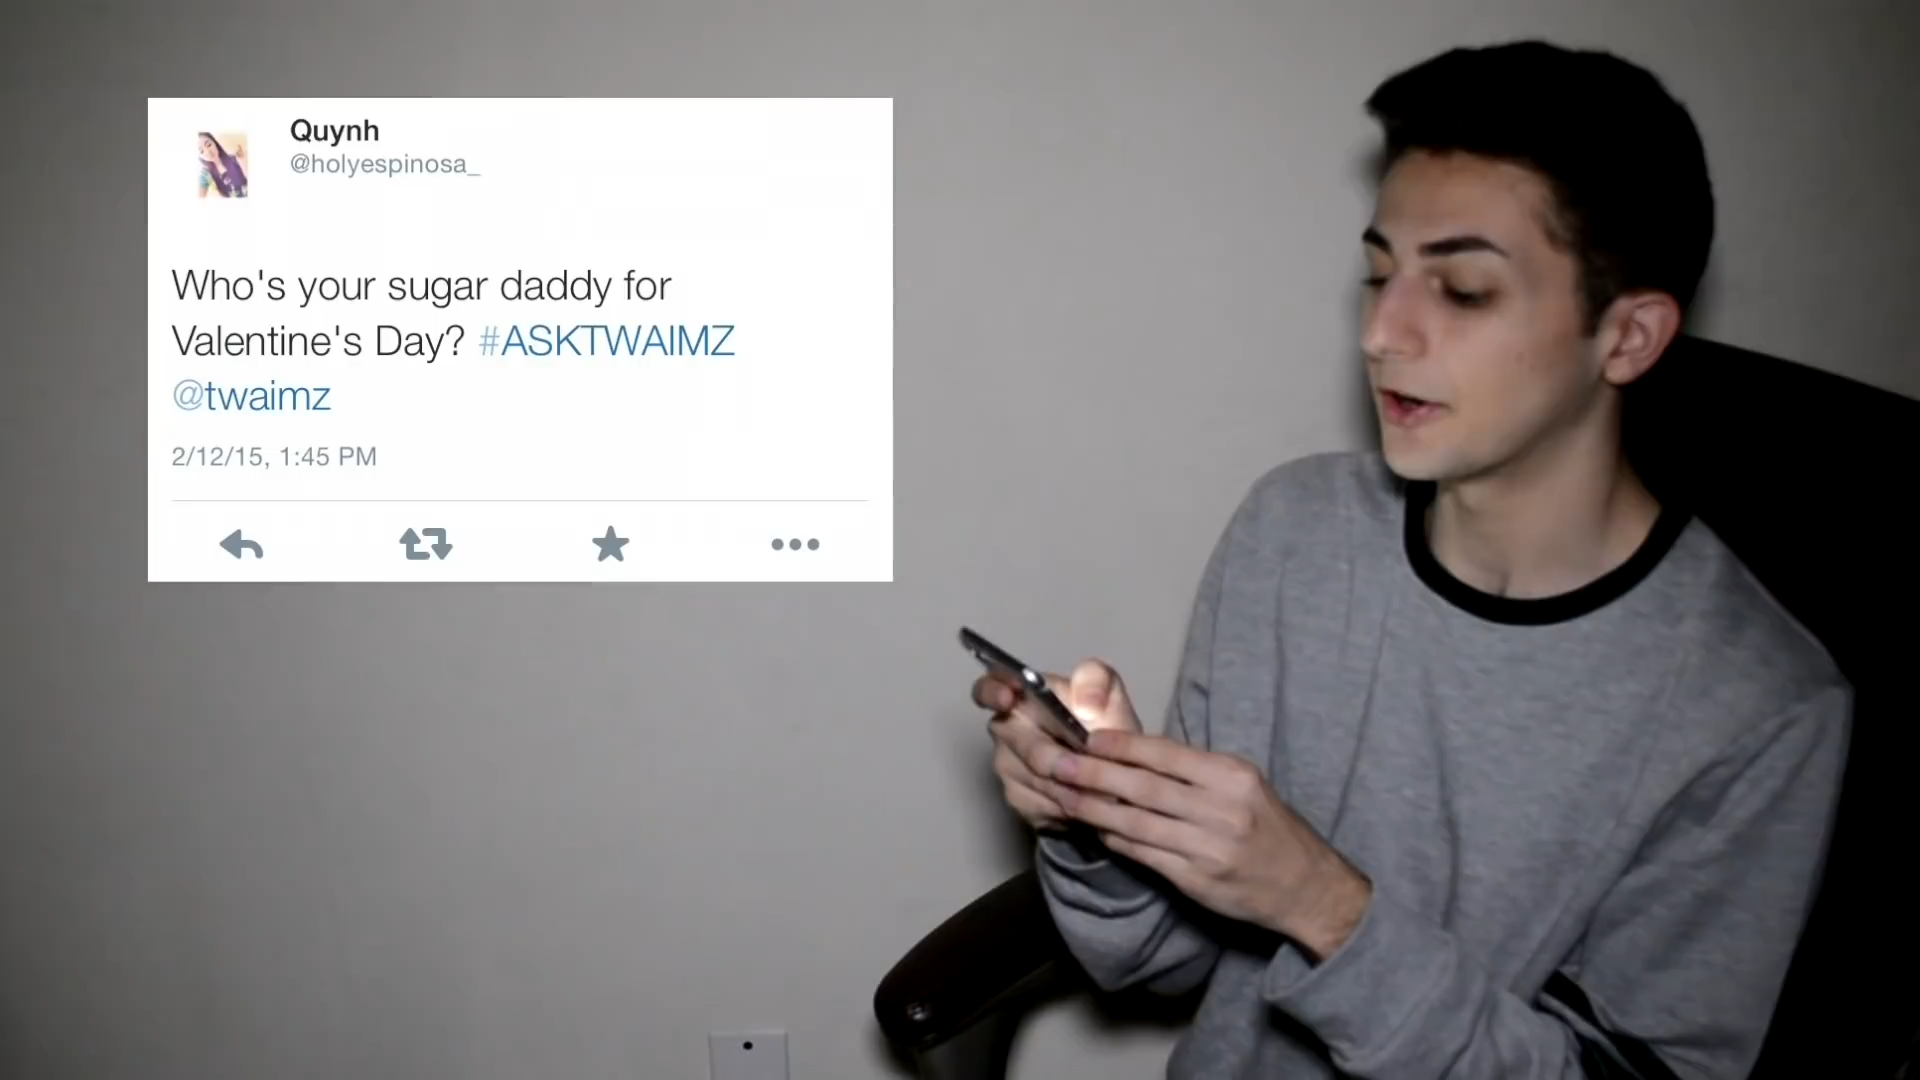 Quynh
@holyespinosa_
Who's your sugar daddy for
Valentine's Day? #ASKTWAIMZ
@twaimz
2/12/15, 1:45 PM